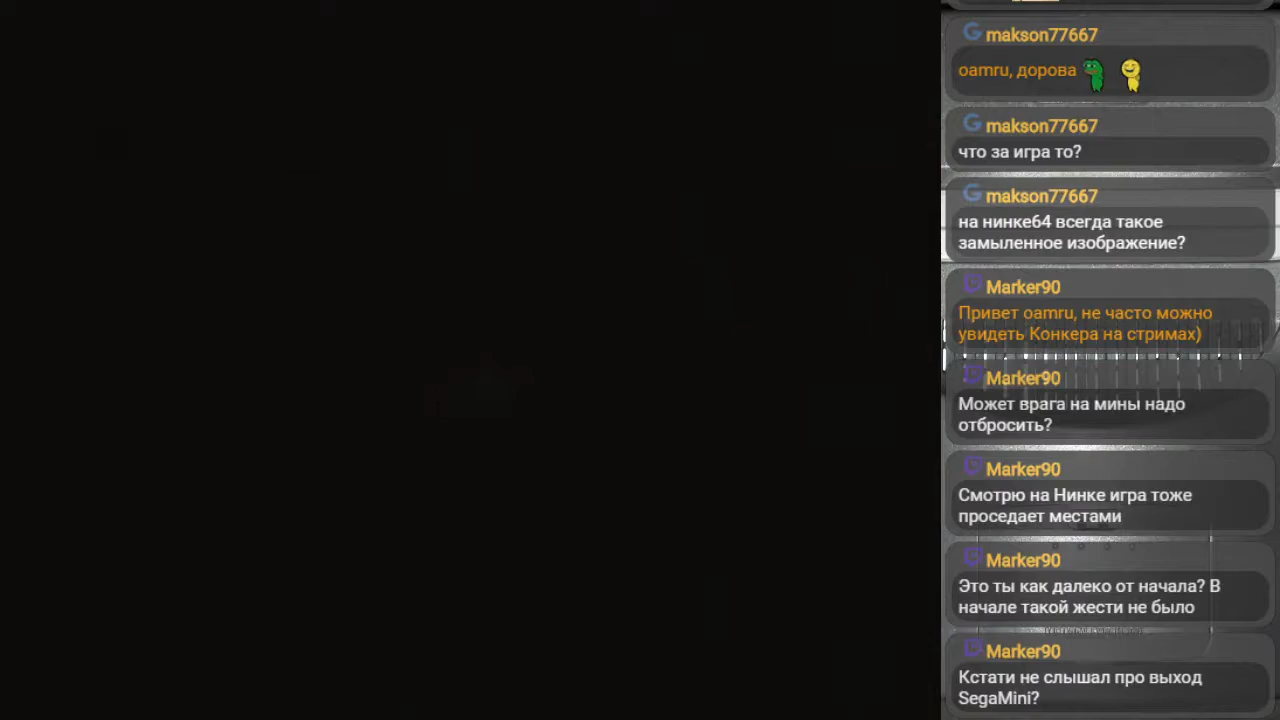 makson77667
oamru, дорова
makson77667
что за игра то?
makson77667
на нинке64 всегда такое
замыленное изображение?
Marker90
Привет oamru, не часто можно
увидеть Конкера на стримах)
Marker90
Может врага на мины надо
отбросить?
Marker90
Смотрю на Нинке игра тоже
проседает местами
Marker90
Это ты как далеко от начала? В
начале такой жести не было
Marker90
Кстати не слышал про выход
SegaMini?